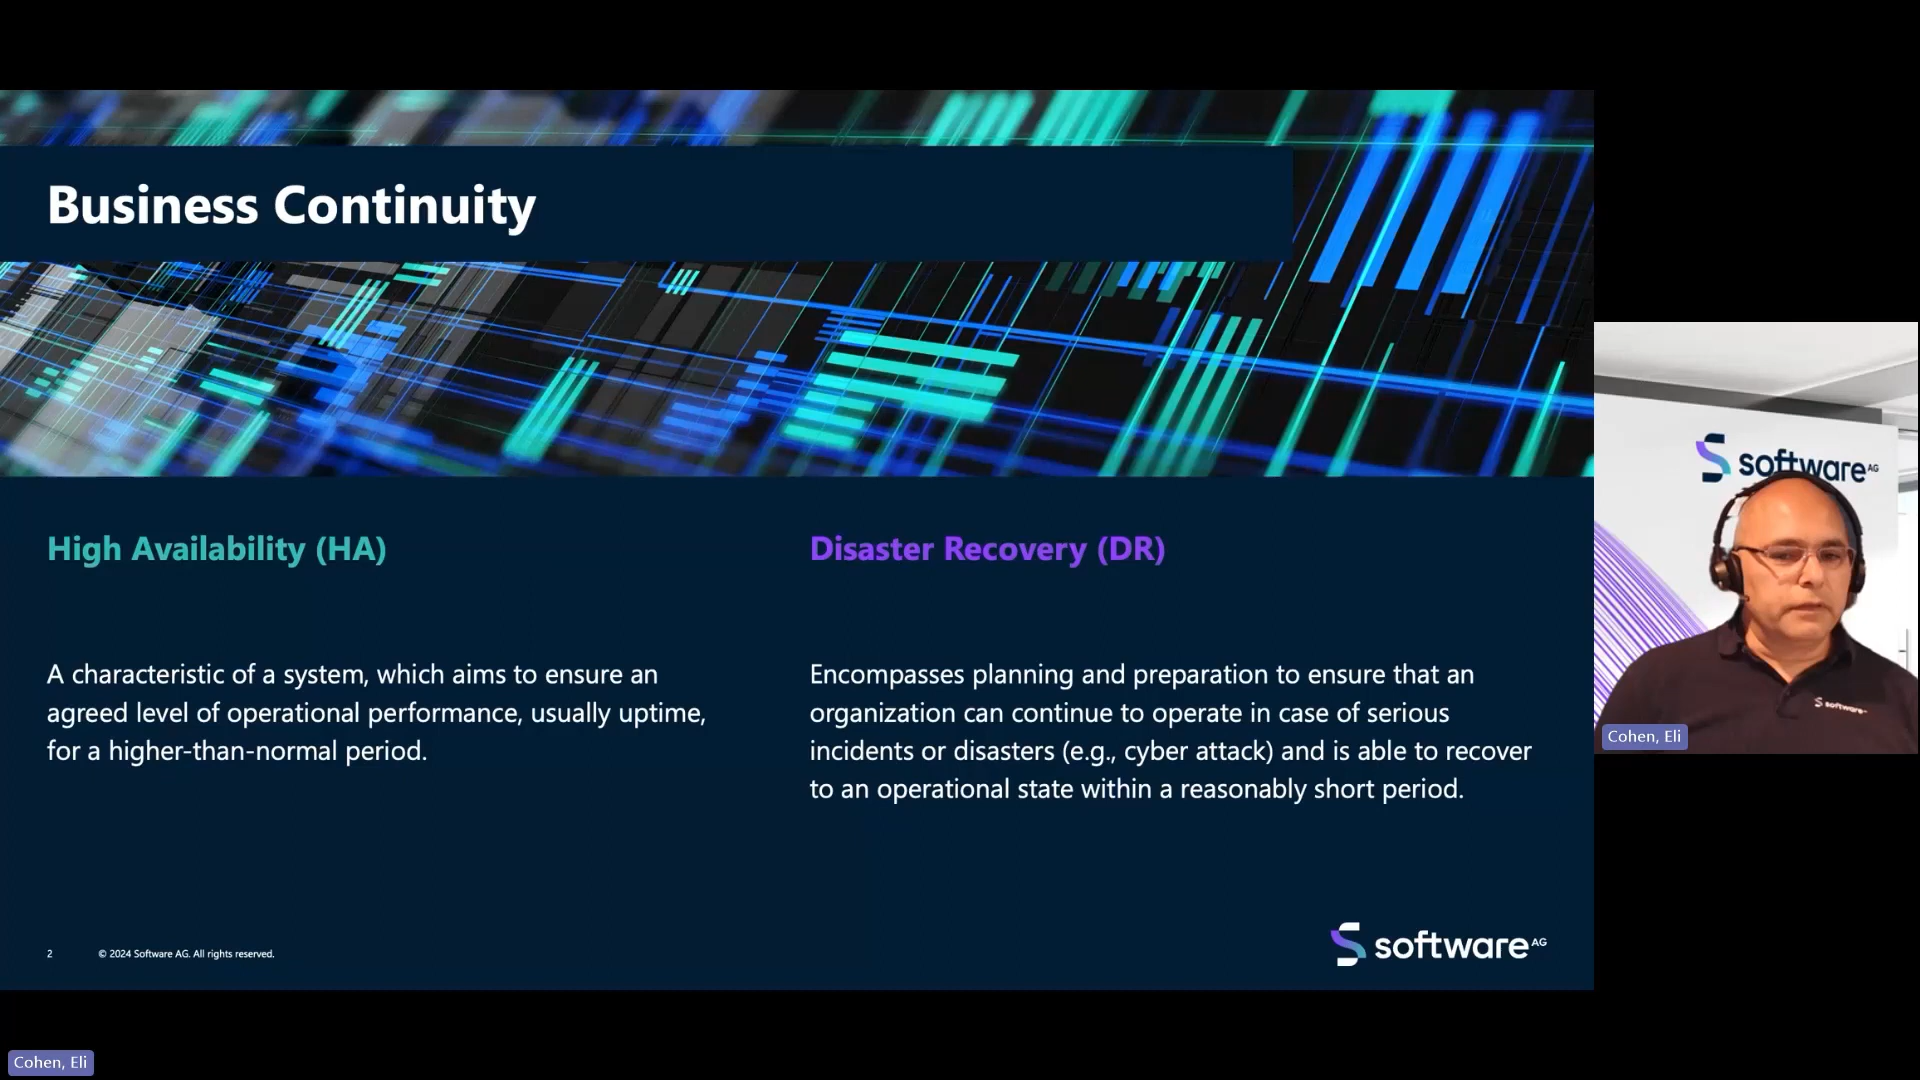 Business Continuity
High Availability (HA)
A characteristic of a system, which aims to ensure an
agreed level of operational performance, usually uptime,
for a higher-than-normal period.
Disaster Recovery (DR)
Encompasses planning and preparation to ensure that an
organization can continue to operate in case of serious
incidents or disasters (e.g., cyber attack) and is able to recover
to an operational state within a reasonably short period.
2
© 2024 Software AG. All rights reserved.
software AG
software AG
software
Cohen, Eli
Cohen, Eli